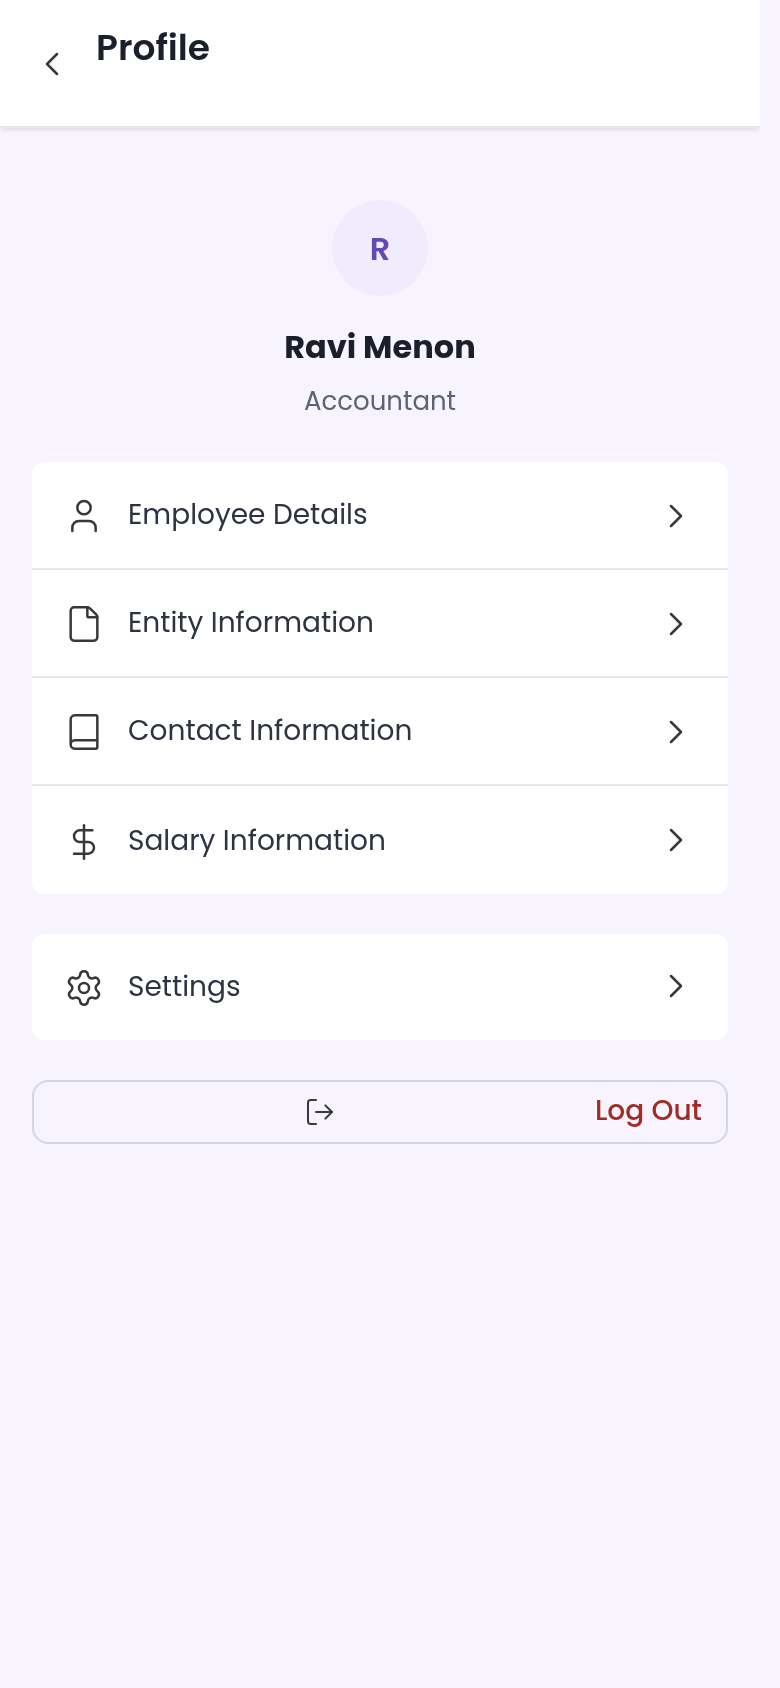 Profile
R
Ravi Menon
Accountant
Employee Details
Entity Information
Contact Information
Salary Information
Settings
Log Out